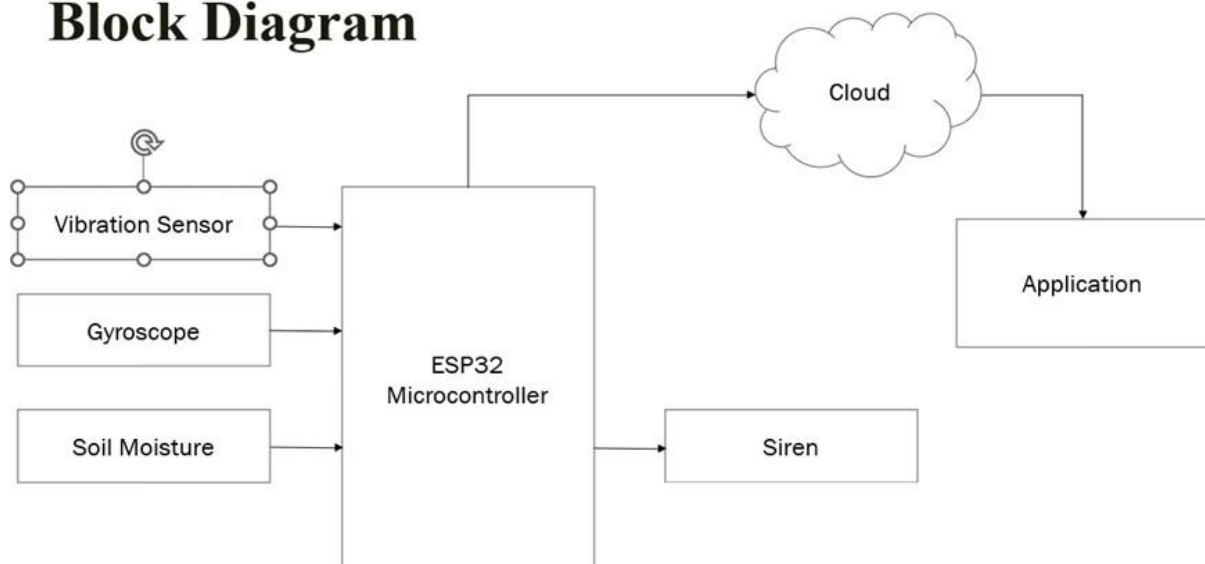 Block Diagram
Cloud
Vibration Sensor
Gyroscope
Application
ESP32
Microcontroller
Soil Moisture
Siren